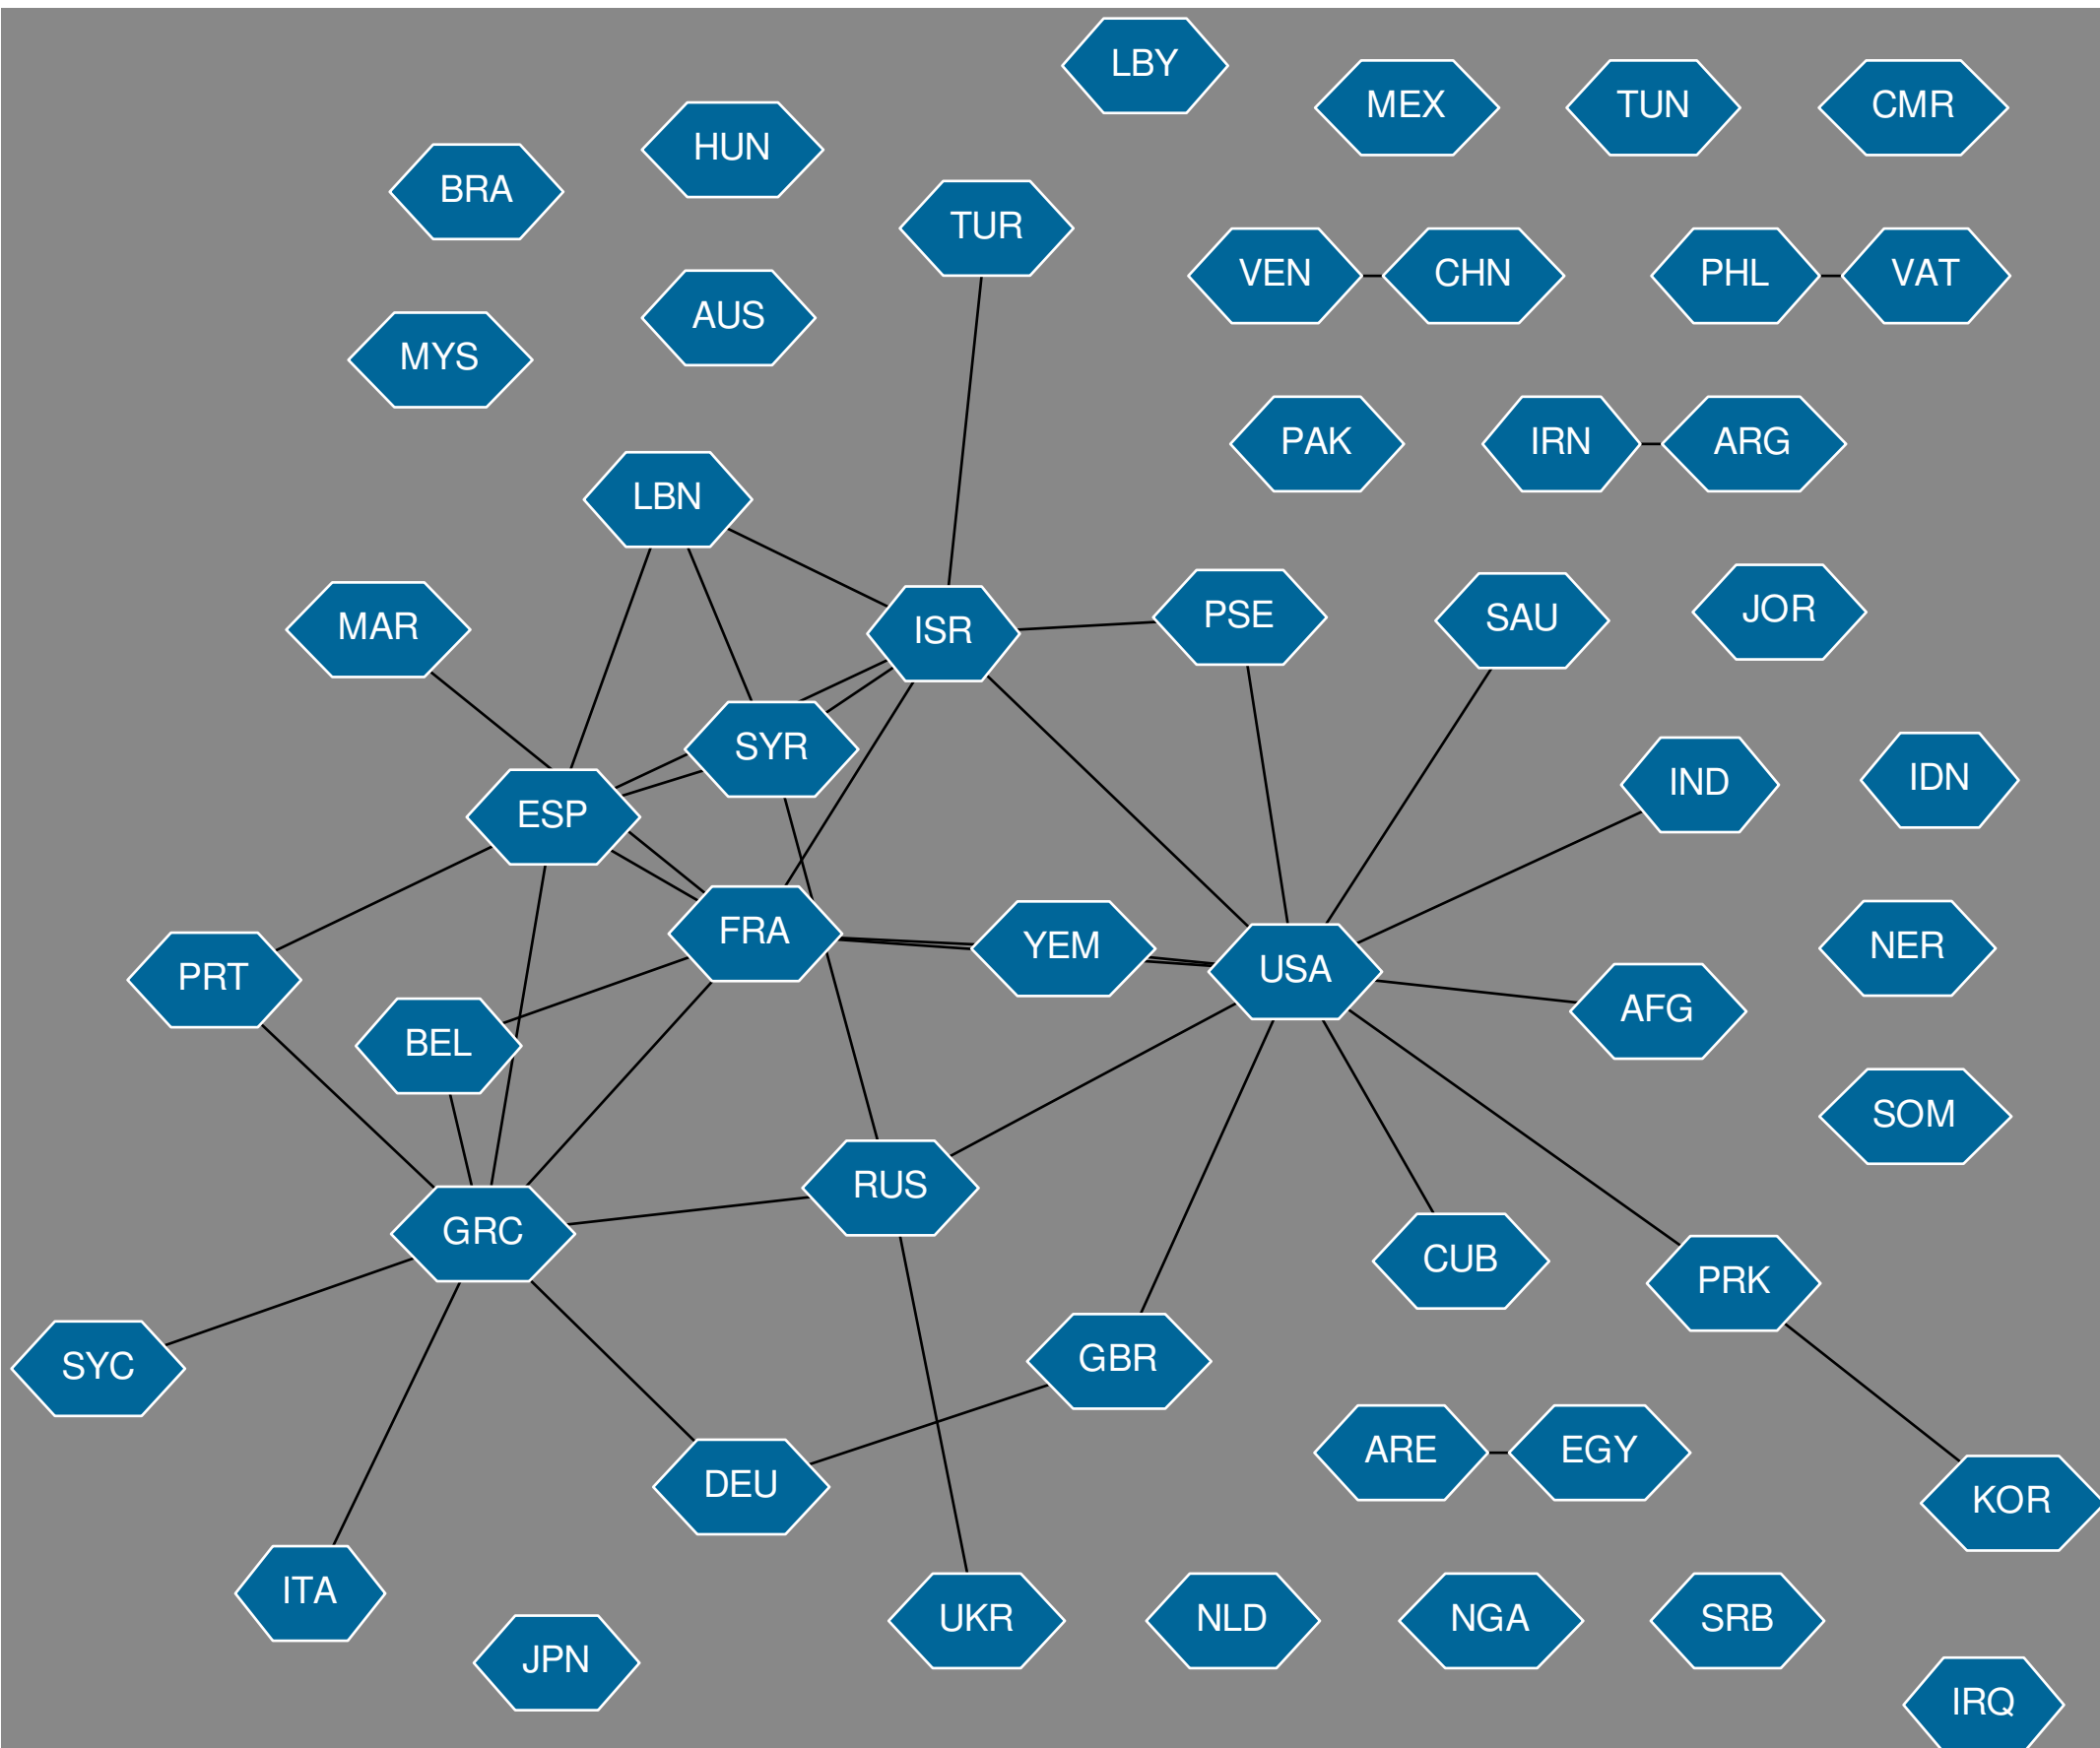 LBY
MEX
TUN
CMR
HUN
BRA
TUR
VEN
CHN
PHL
VAT
AUS
MYS
PAK
IRN
ARG
LBN
MAR
ISR
PSE
SAU
JOR
SYR
IND
IDN
ESP
FRA
YEM
USA
NER
PRT
AFG
BEL
SOM
RUS
GRC
CUB
PRK
SYC
GBR
ARE
EGY
DEU
KOR
ITA
UKR
NLD
NGA
SRB
JPN
IRQ